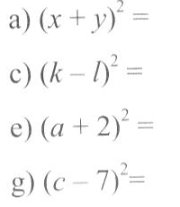 a) (x + y)² =
c) (k – l)² =
e) (a + 2)² =
g) (c – 7)² =